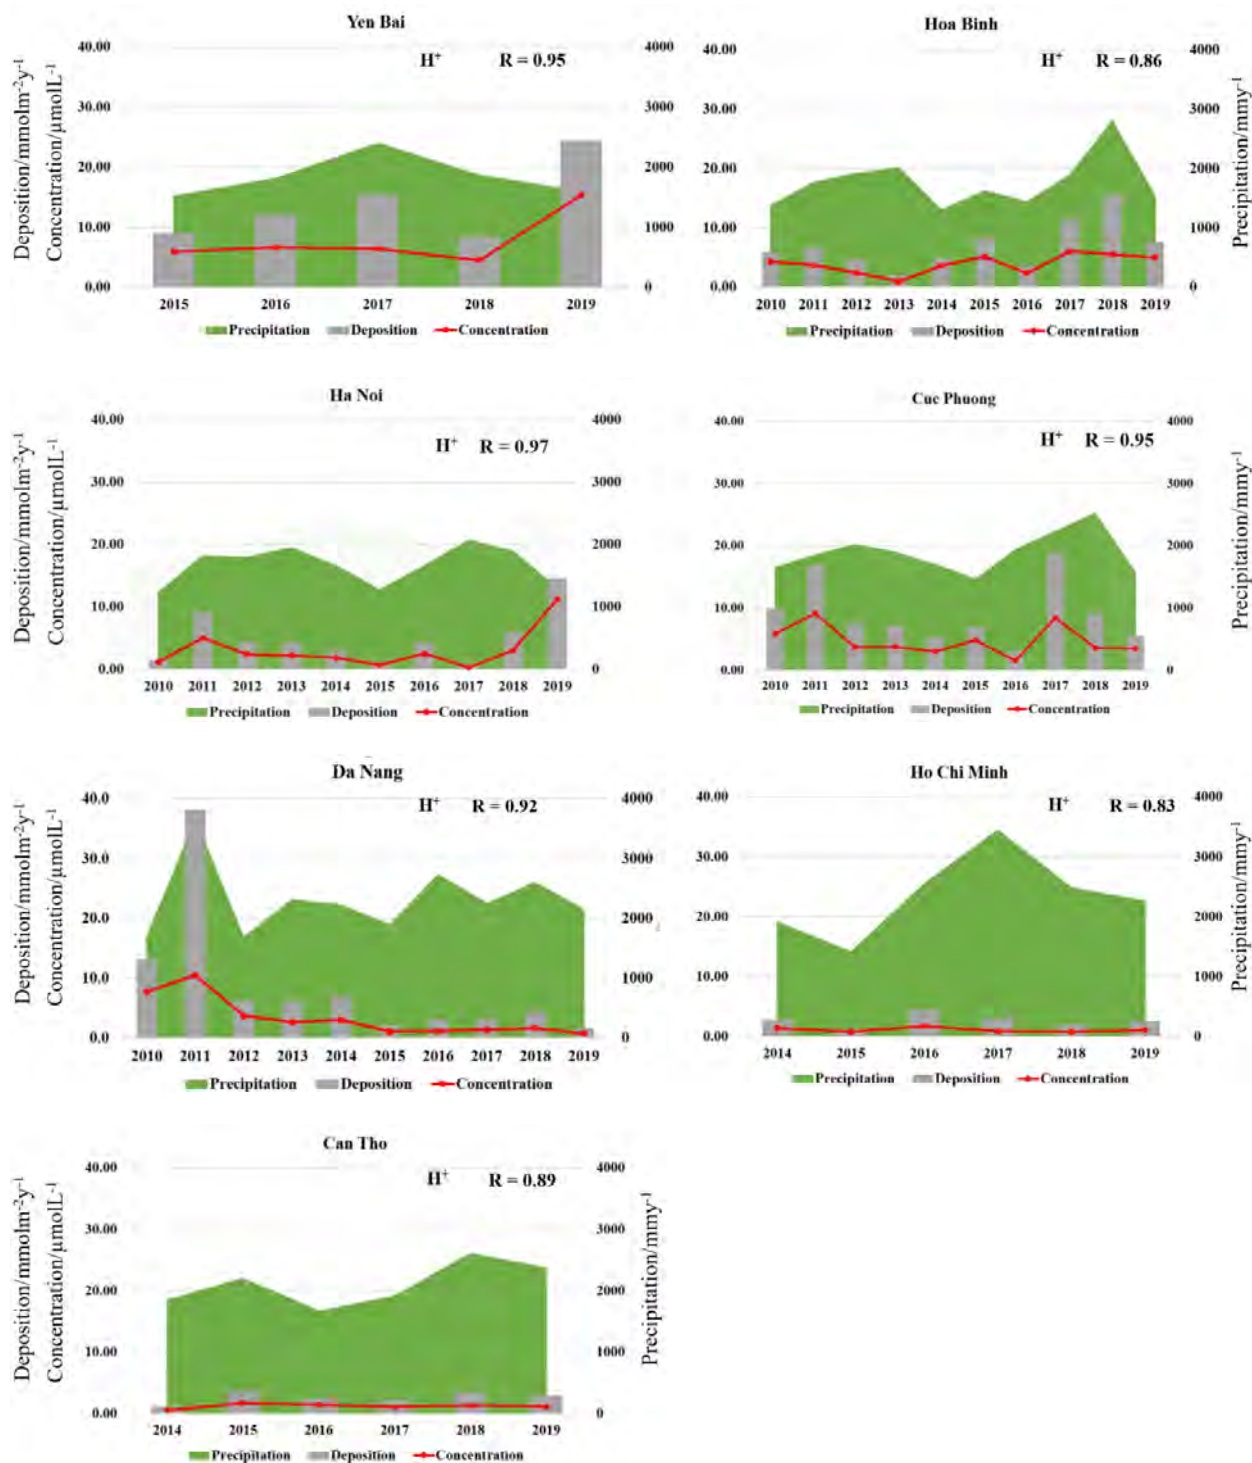 Yen Bai
H⁺ R = 0.95
Deposition/mmolm⁻²y⁻¹
Concentration/µmolL⁻¹
40.00
30.00
20.00
10.00
0.00
4000
3000
2000
1000
0
2015 2016 2017 2018 2019
Precipitation Deposition Concentration
Hoa Binh
H⁺ R = 0.86
40.00
30.00
20.00
10.00
0.00
4000
3000
2000
1000
0
Precipitation/mmy⁻¹
2010 2011 2012 2013 2014 2015 2016 2017 2018 2019
Precipitation Deposition Concentration
Ha Noi
H⁺ R = 0.97
Deposition/mmolm⁻²y⁻¹
Concentration/µmolL⁻¹
40.00
30.00
20.00
10.00
0.00
4000
3000
2000
1000
0
2010 2011 2012 2013 2014 2015 2016 2017 2018 2019
Precipitation Deposition Concentration
Cuc Phuong
H⁺ R = 0.95
40.00
30.00
20.00
10.00
0.00
4000
3000
2000
1000
0
Precipitation/mmy⁻¹
2010 2011 2012 2013 2014 2015 2016 2017 2018 2019
Precipitation Deposition Concentration
Da Nang
H⁺ R = 0.92
Deposition/mmolm⁻²y⁻¹
Concentration/µmolL⁻¹
40.0
30.0
20.0
10.0
0.0
4000
3000
2000
1000
0
2010 2011 2012 2013 2014 2015 2016 2017 2018 2019
Precipitation Deposition Concentration
Ho Chi Minh
H⁺ R = 0.83
40.00
30.00
20.00
10.00
0.00
4000
3000
2000
1000
0
Precipitation/mmy⁻¹
2014 2015 2016 2017 2018 2019
Precipitation Deposition Concentration
Can Tho
H⁺ R = 0.89
Deposition/mmolm⁻²y⁻¹
Concentration/µmolL⁻¹
40.00
30.00
20.00
10.00
0.00
4000
3000
2000
1000
0
Precipitation/mmy⁻¹
2014 2015 2016 2017 2018 2019
Precipitation Deposition Concentration